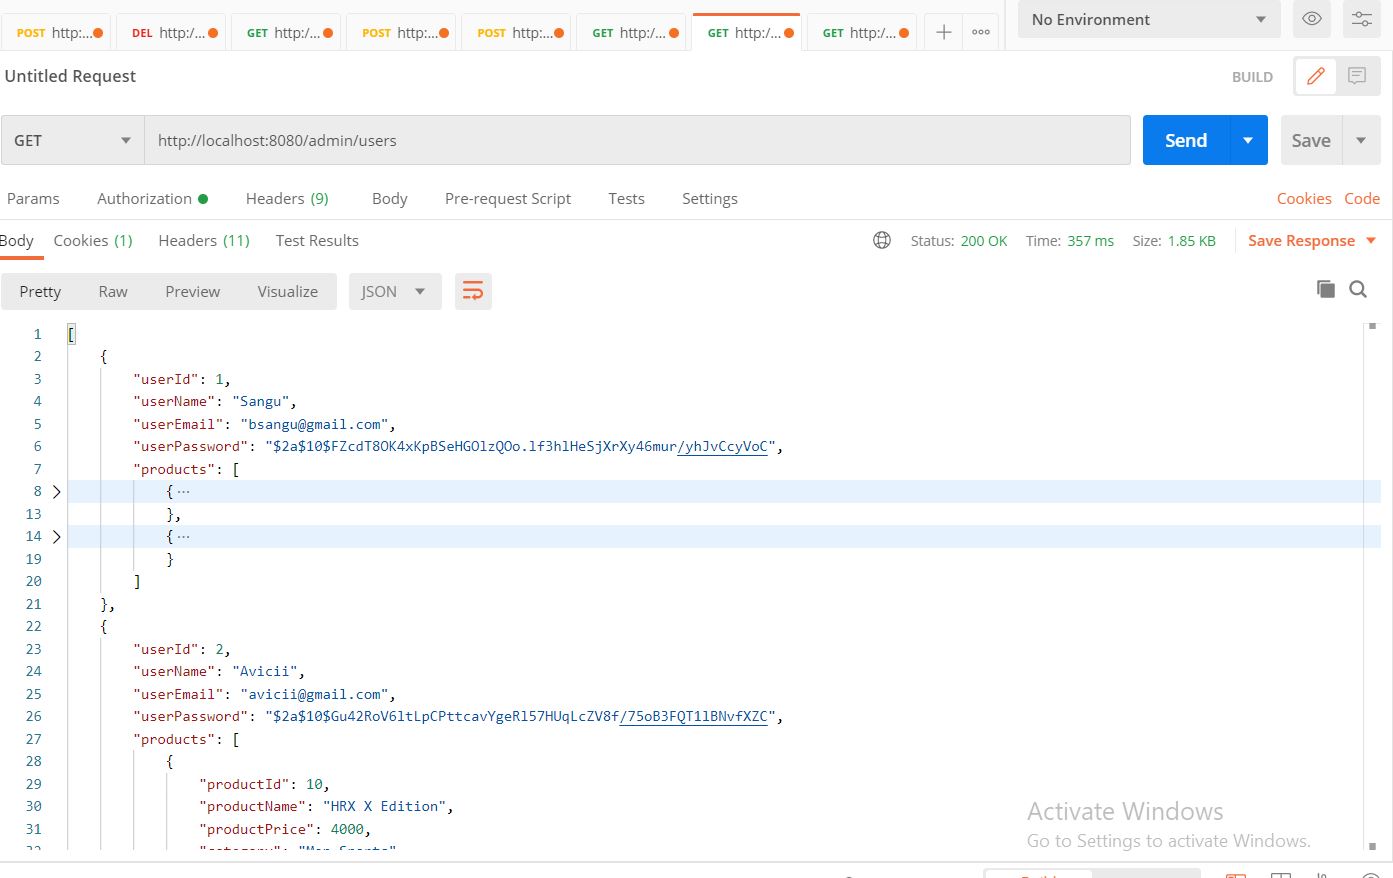 POST http:... DEL http:/... GET http:/... POST http:... POST http:... GET http:/... GET http:/... GET http:/... No Environment
Untitled Request BUILD
GET http://localhost:8080/admin/users Send Save
Params Authorization Headers (9) Body Pre-request Script Tests Settings Cookies Code
Body Cookies (1) Headers (11) Test Results Status: 200 OK Time: 357 ms Size: 1.85 KB Save Response
Pretty Raw Preview Visualize JSON
1 [
2 {
3 "userId": 1,
4 "userName": "Sangu",
5 "userEmail": "bsangu@gmail.com",
6 "userPassword": "$2a$10$FZcdT8OK4xKpBSeHGOlzQOo.lf3hlHeSjXrXy46mur/yhJvCcyVoC",
7 "products": [
8 { ...
13 },
14 { ...
19 }
20 ]
21 },
22 {
23 "userId": 2,
24 "userName": "Avicii",
25 "userEmail": "avicii@gmail.com",
26 "userPassword": "$2a$10$Gu42RoV6ltLpCPttcavYgeRl57HUqLcZV8f/75oB3FQT1lBNvfXZC",
27 "products": [
28 {
29 "productId": 10,
30 "productName": "HRX X Edition",
31 "productPrice": 4000,
Activate Windows
Go to Settings to activate Windows.